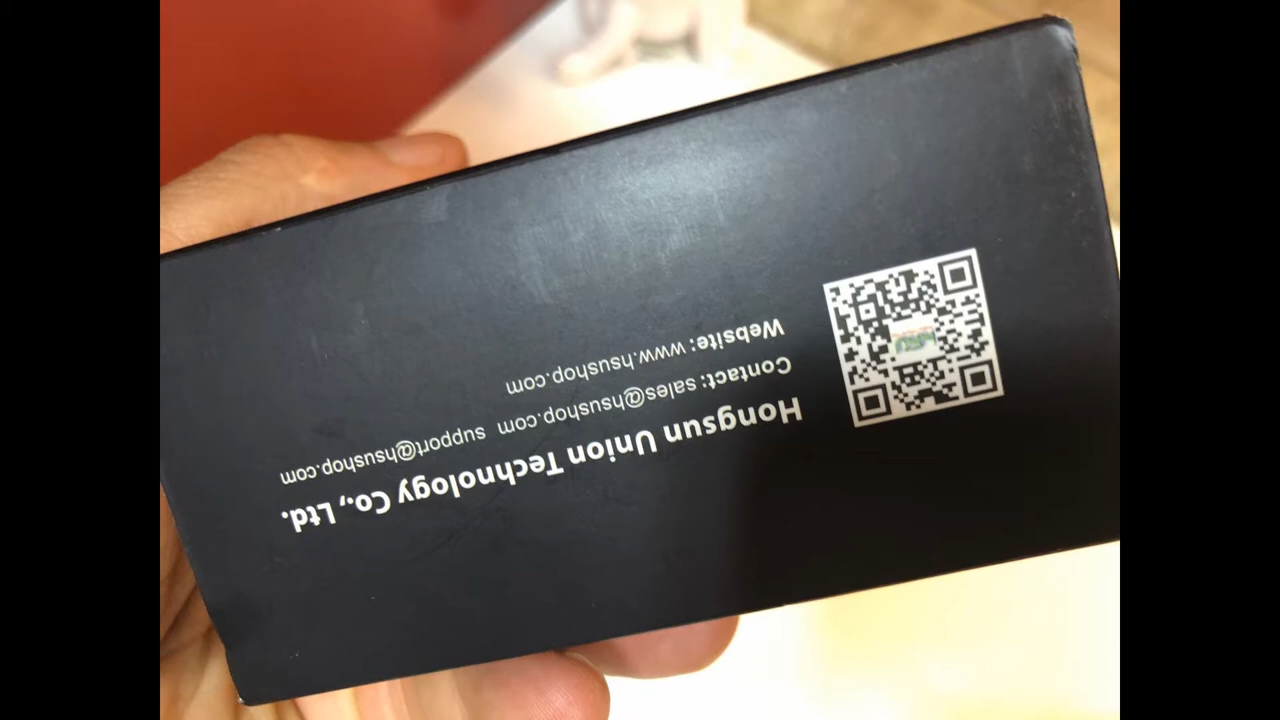 Hongsun Union Technology Co., Ltd.
Contact: sales@hsushop.com support@hsushop.com
Website: www.hsushop.com